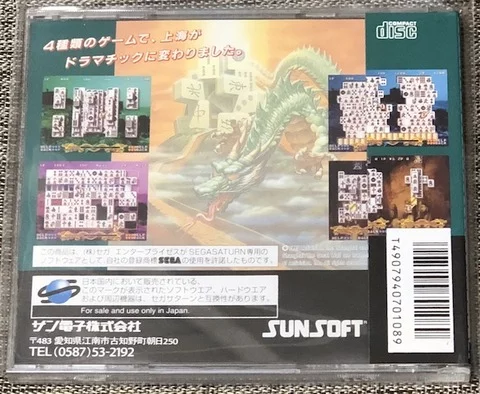 4種類のゲームで、上海が
ドラマチックに変わりました。
COMPACT
disc
この商品は、(株)セガ エンタープライゼスがSEGASATURN専用の
ソフトウェアとして 自社の登録商標 SEGA の使用を許諾したものです。
日本国内において販売されている、
このマークが表示されたソフトウエア、ハードウエア
および周辺機器は、セガサターンと互換性があります。
For sale and use only in Japan.
サン電子株式会社
〒483 愛知県江南市古知野町朝日250
TEL (0587) 53-2192
SUNSOFT
T4907940701089